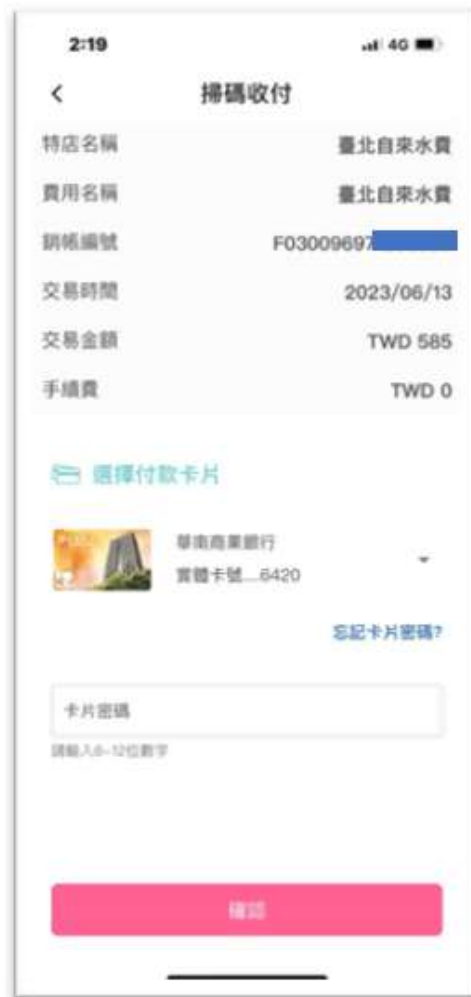 2:19 4G
掃碼收付
特店名稱 臺北自來水費
費用名稱 臺北自來水費
銷帳編號 F03009697
交易時間 2023/06/13
交易金額 TWD 585
手續費 TWD 0
選擇付款卡片
華南商業銀行
實體卡號....6420
忘記卡片密碼?
卡片密碼
請輸入6-12位數字
確認